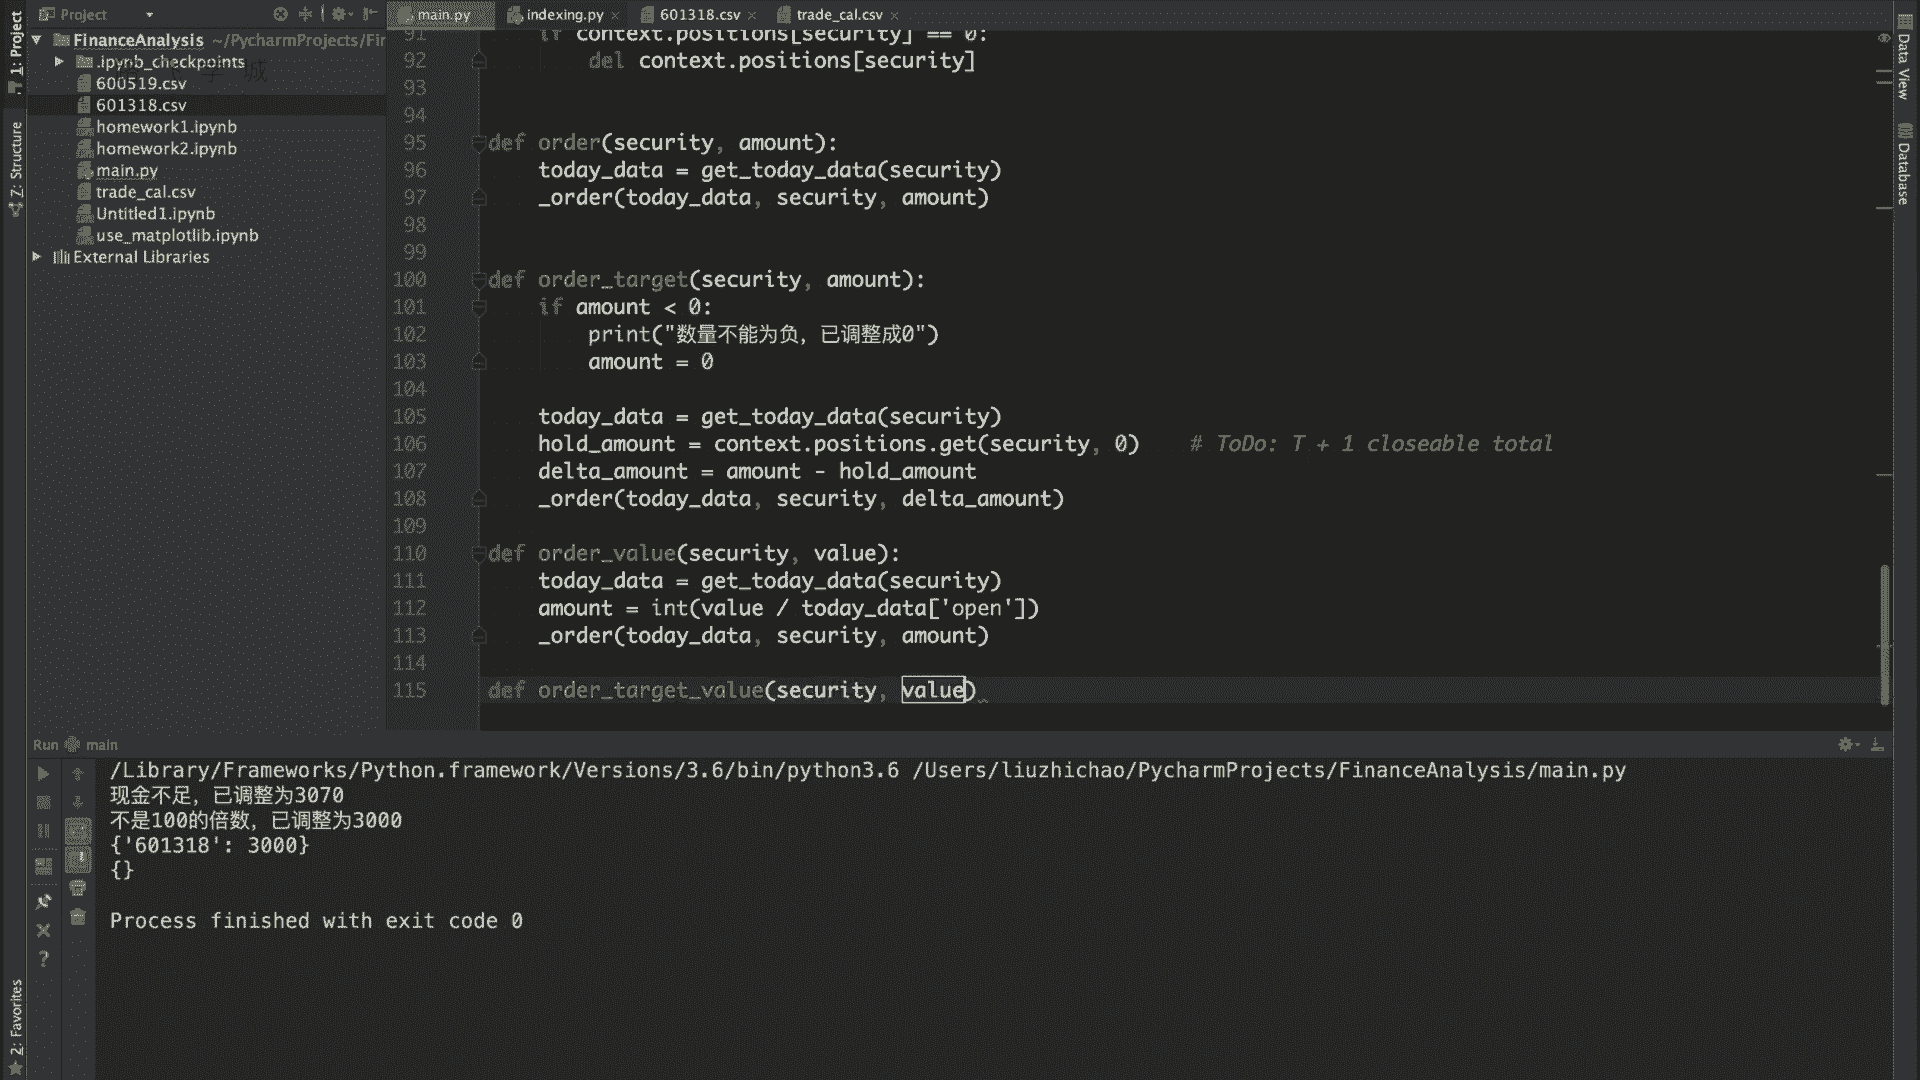 Project
main.py
indexing.py
601318.csv
trade_cal.csv
1: Project
FinanceAnalysis ~/PycharmProjects/Fir
.ipynb_checkpoints
600519.csv
601318.csv
homework1.ipynb
homework2.ipynb
main.py
trade_cal.csv
Untitled1.ipynb
use_matplotlib.ipynb
External Libraries
7: Structure
2: Favorites
Data View
Database
91 if context.positions[security] == 0:
92 del context.positions[security]
93
94
95 def order(security, amount):
96 today_data = get_today_data(security)
97 _order(today_data, security, amount)
98
99
100 def order_target(security, amount):
101 if amount < 0:
102 print("数量不能为负，已调整成0")
103 amount = 0
104
105 today_data = get_today_data(security)
106 hold_amount = context.positions.get(security, 0) # ToDo: T + 1 closeable total
107 delta_amount = amount - hold_amount
108 _order(today_data, security, delta_amount)
109
110 def order_value(security, value):
111 today_data = get_today_data(security)
112 amount = int(value / today_data['open'])
113 _order(today_data, security, amount)
114
115 def order_target_value(security, value)
Run main
/Library/Frameworks/Python.framework/Versions/3.6/bin/python3.6 /Users/liuzhichao/PycharmProjects/FinanceAnalysis/main.py
现金不足，已调整为3070
不是100的倍数，已调整为3000
{'601318': 3000}
{}
Process finished with exit code 0